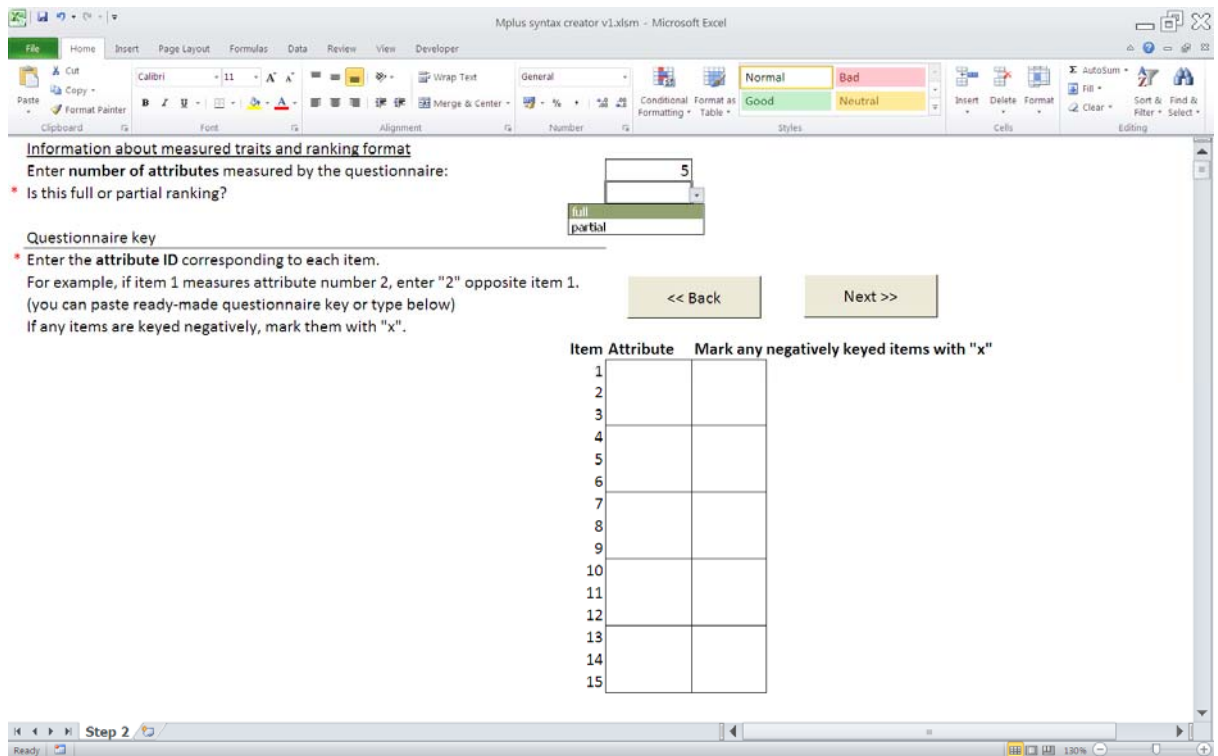 Mplus syntax creator v1.xlsm - Microsoft Excel
File Home Insert Page Layout Formulas Data Review View Developer
Cut
Copy
Format Painter
Paste
Clipboard
Calibri 11
B I U
Font
Wrap Text
Merge & Center
Alignment
General
Number
Conditional Formatting
Format as Table
Normal Bad
Good Neutral
Styles
Insert Delete Format
Cells
Σ AutoSum
Fill
Clear
Sort & Filter
Find & Select
Editing
Information about measured traits and ranking format
Enter number of attributes measured by the questionnaire: 5
* Is this full or partial ranking?
full
partial
Questionnaire key
* Enter the attribute ID corresponding to each item.
For example, if item 1 measures attribute number 2, enter "2" opposite item 1.
(you can paste ready-made questionnaire key or type below)
If any items are keyed negatively, mark them with "x".
<< Back Next >>
Item Attribute Mark any negatively keyed items with "x"
1
2
3
4
5
6
7
8
9
10
11
12
13
14
15
Step 2
Ready 130%